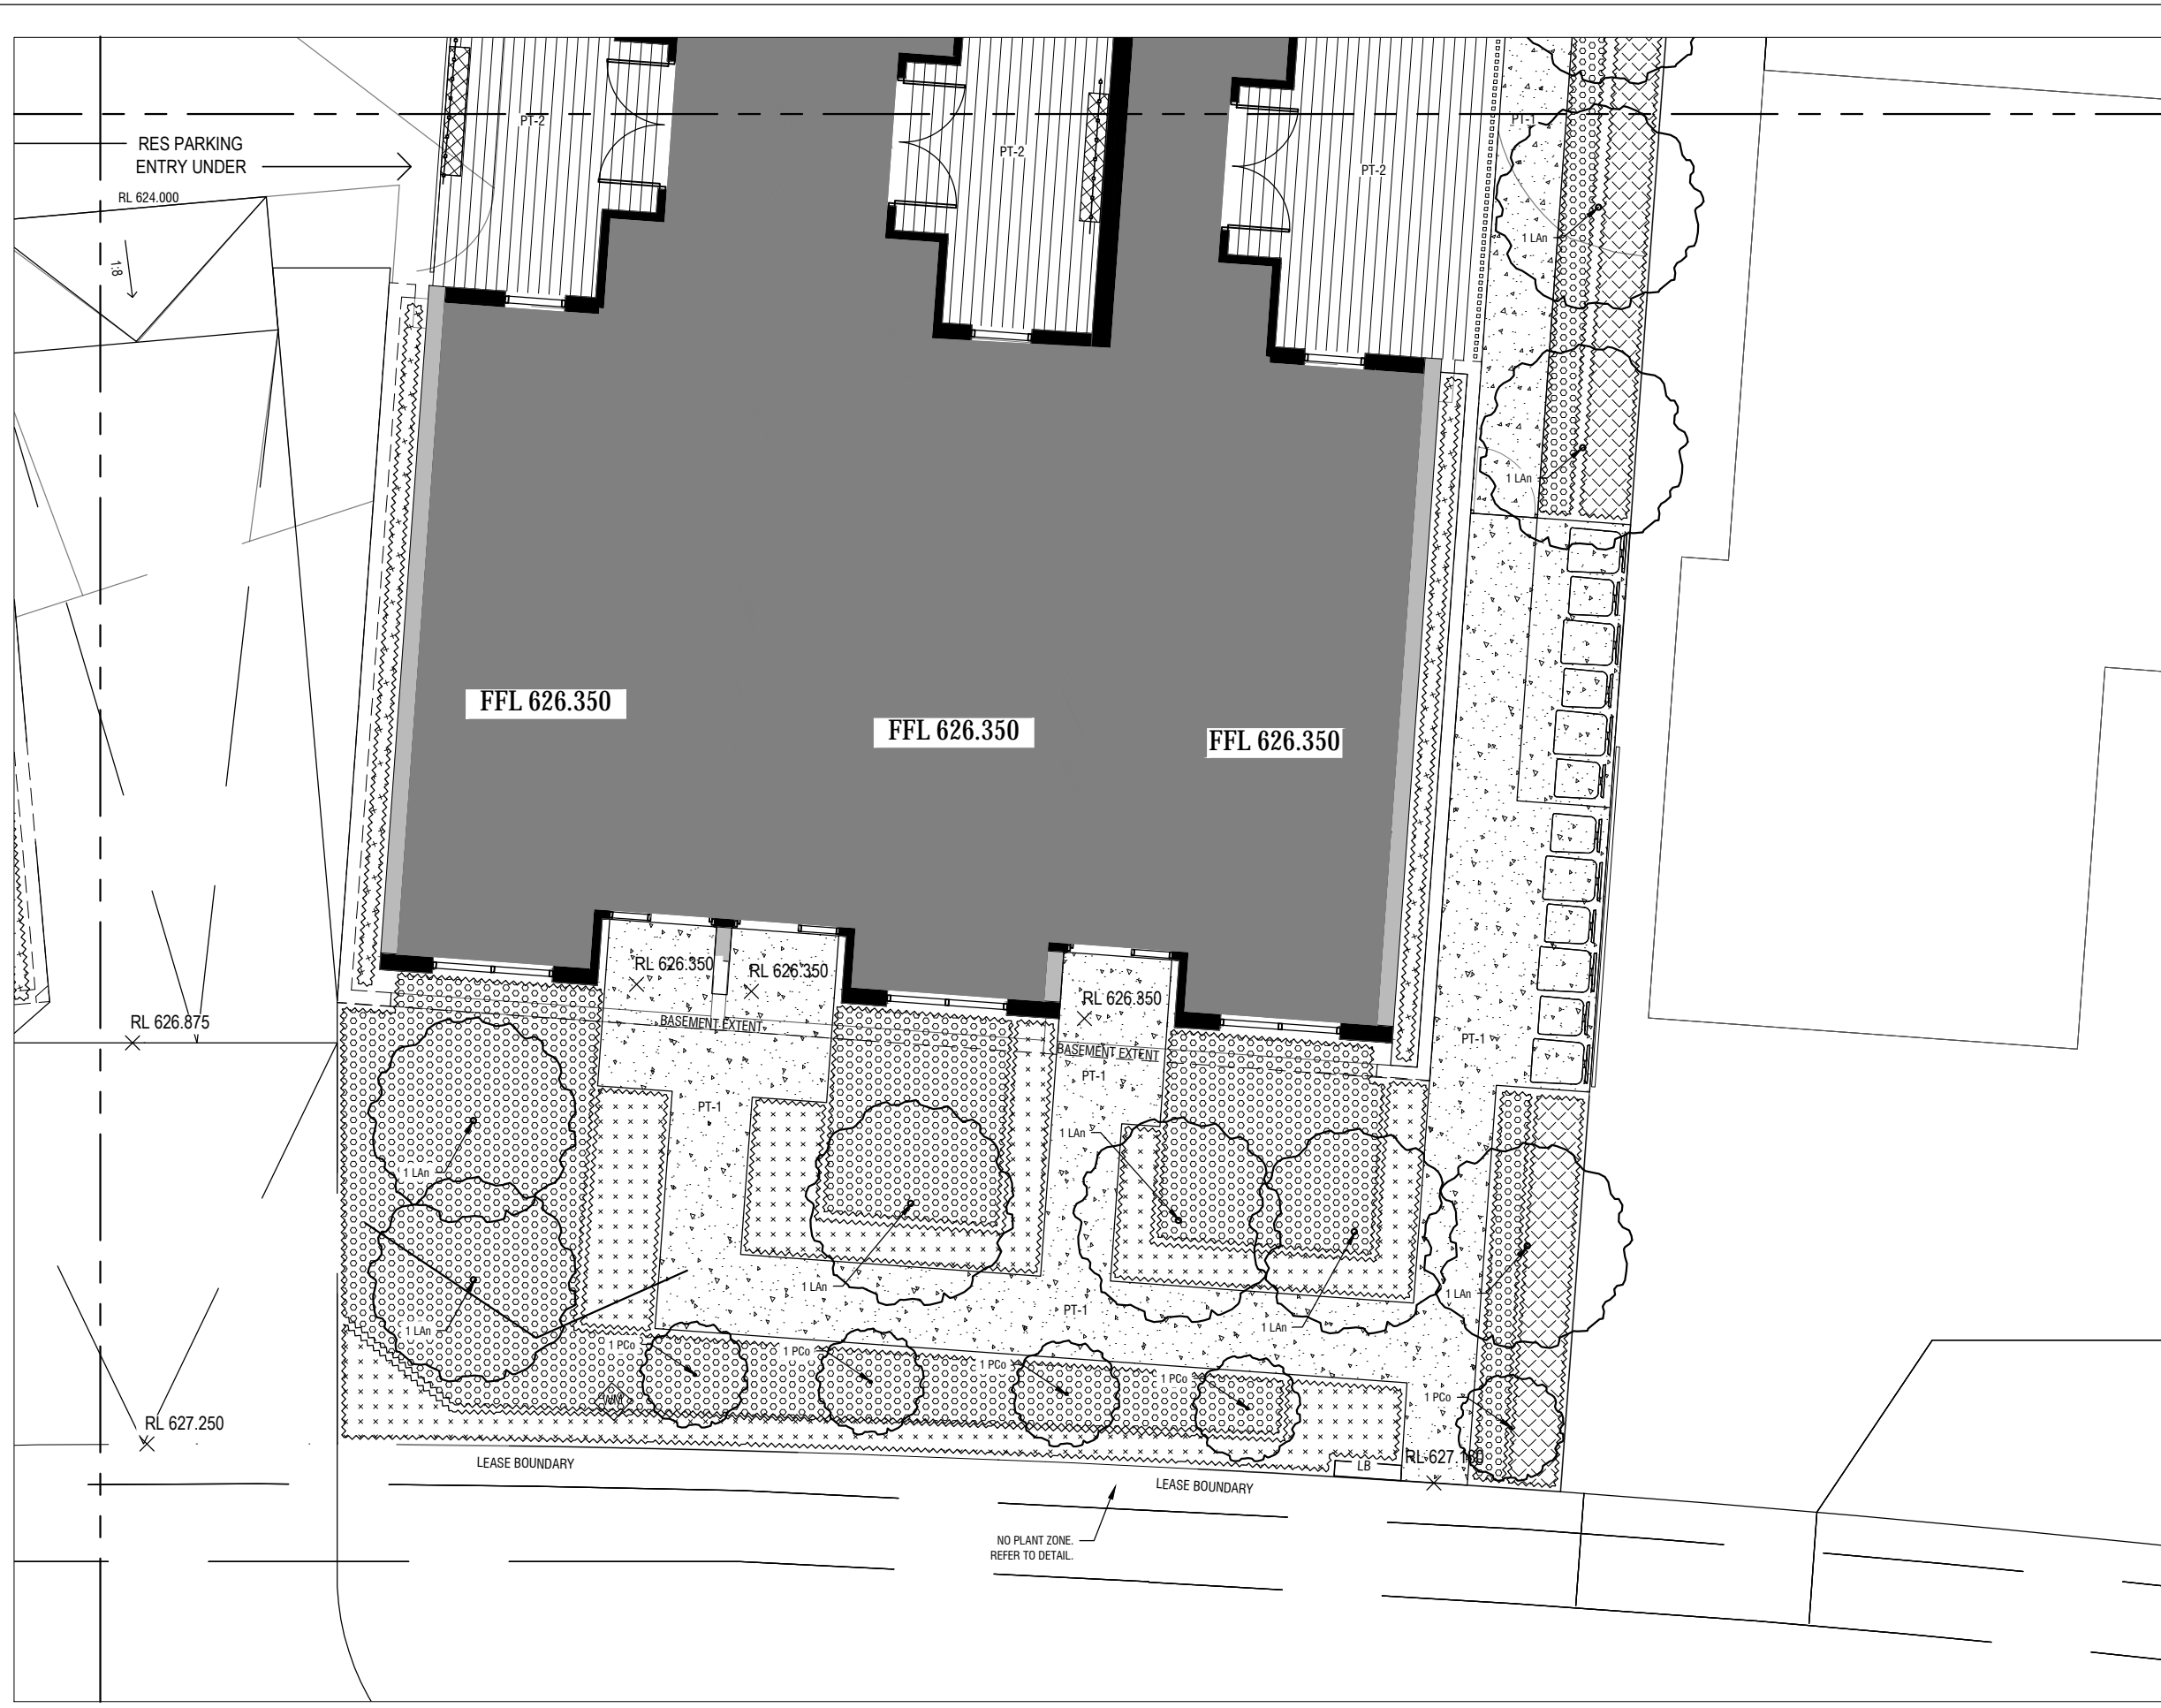 PT-2
PT-1
RES PARKING
ENTRY UNDER
PT-2
PT-2
RL 624.000
1 LAn
1:8
1 LAn
FFL 626.350
FFL 626.350
FFL 626.350
RL 626.350
RL 626.350
RL 626.350
RL 626.875
BASEMENT EXTENT
PT-1
BASEMENT EXTENT
PT-1
PT-1
1 LAn
1 LAn
1 LAn
1 LAn
PT-1
1 LAn
1 LAn
1 PCo
1 PCo
1 PCo
1 PCo
1 PCo
WM
RL 627.250
LEASE BOUNDARY
LB
LEASE BOUNDARY
NO PLANT ZONE.
REFER TO DETAIL.